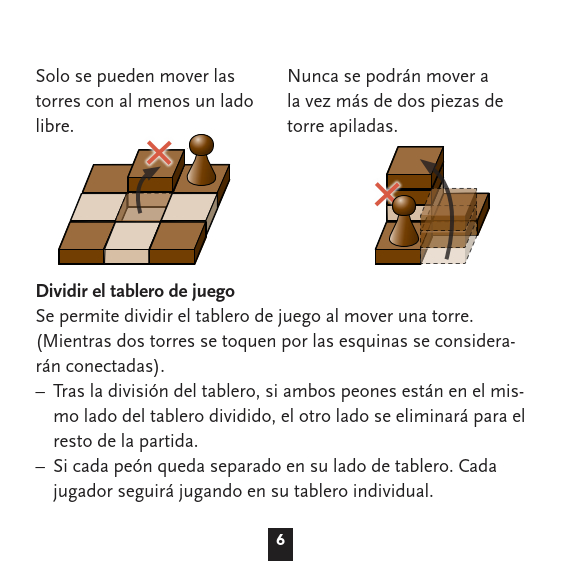 Solo se pueden mover las
torres con al menos un lado
libre.
Nunca se podrán mover a
la vez más de dos piezas de
torre apiladas.
Dividir el tablero de juego
Se permite dividir el tablero de juego al mover una torre.
(Mientras dos torres se toquen por las esquinas se considera-
rán conectadas).
– Tras la división del tablero, si ambos peones están en el mis-
mo lado del tablero dividido, el otro lado se eliminará para el
resto de la partida.
– Si cada peón queda separado en su lado de tablero. Cada
jugador seguirá jugando en su tablero individual.
6